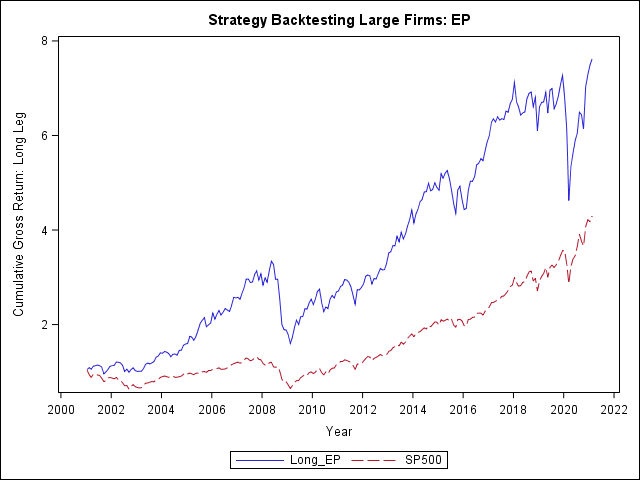 Strategy Backtesting Large Firms: EP
Cumulative Gross Return: Long Leg
8
6
4
2
2000 2002 2004 2006 2008 2010 2012 2014 2016 2018 2020 2022
Year
Long_EP SP500